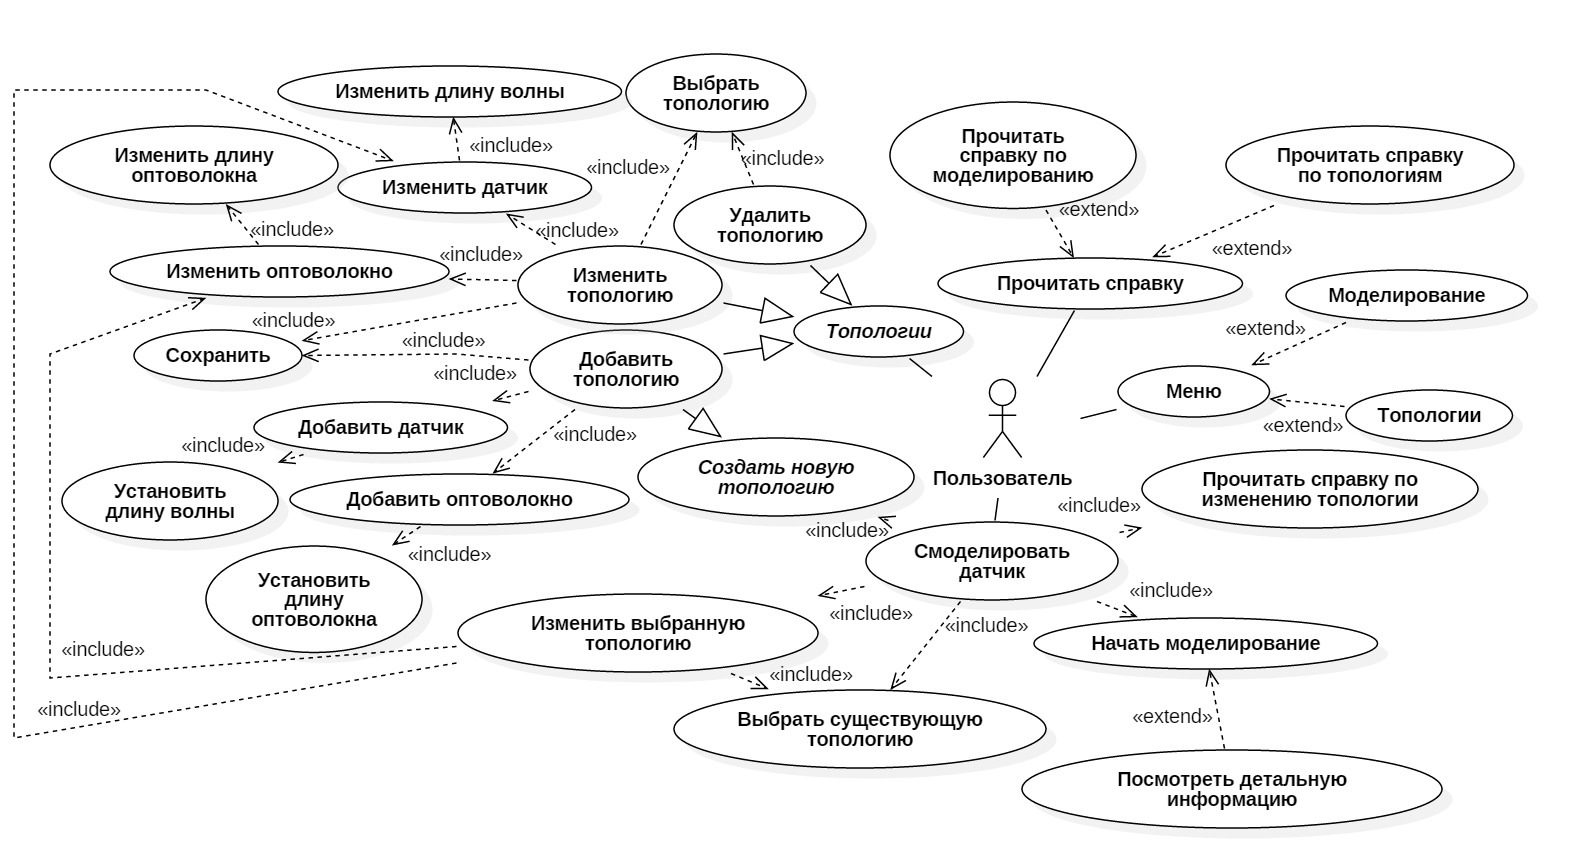 Изменить длину волны
Выбрать
топологию
«include»
«include»
«include»
Изменить длину
оптоволокна
Изменить датчик
Прочитать
справку по
моделированию
Прочитать справку
по топологиям
«include»
«include»
Удалить
топологию
«extend»
«extend»
«include»
Изменить оптоволокно
Изменить
топологию
Прочитать справку
Моделирование
«include»
«include»
Топологии
«extend»
Сохранить
Добавить
топологию
«include»
Меню
Топологии
«extend»
Добавить датчик
«include»
«include»
Создать новую
топологию
Пользователь
Прочитать справку по
изменению топологии
Установить
длину волны
Добавить оптоволокно
«include»
«include»
«include»
Смоделировать
датчик
Установить
длину
оптоволокна
«include»
«include»
«include»
Изменить выбранную
топологию
Начать моделирование
«include»
«include»
«include»
Выбрать существующую
топологию
«extend»
Посмотреть детальную
информацию